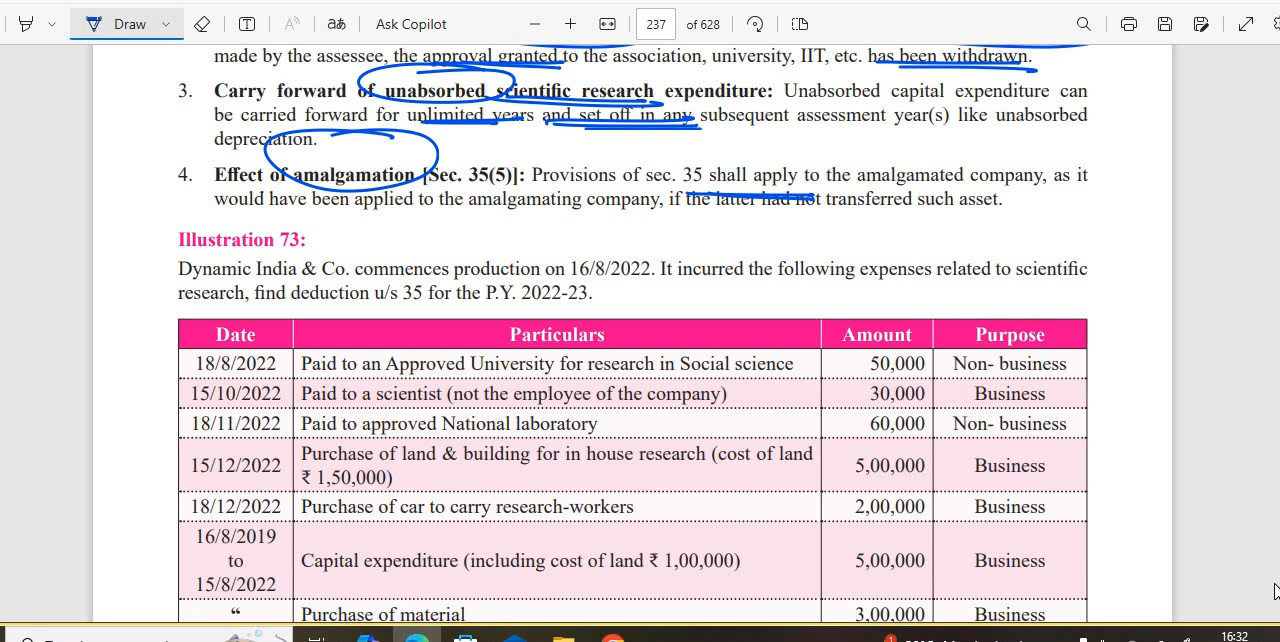 Draw
Ask Copilot
237 of 628
made by the assessee, the approval granted to the association, university, IIT, etc. has been withdrawn.
3. Carry forward of unabsorbed scientific research expenditure: Unabsorbed capital expenditure can
be carried forward for unlimited years and set off in any subsequent assessment year(s) like unabsorbed
depreciation.
4. Effect of amalgamation [Sec. 35(5)]: Provisions of sec. 35 shall apply to the amalgamated company, as it
would have been applied to the amalgamating company, if the latter had not transferred such asset.
Illustration 73:
Dynamic India & Co. commences production on 16/8/2022. It incurred the following expenses related to scientific
research, find deduction u/s 35 for the P.Y. 2022-23.
Date Particulars Amount Purpose
18/8/2022 Paid to an Approved University for research in Social science 50,000 Non- business
15/10/2022 Paid to a scientist (not the employee of the company) 30,000 Business
18/11/2022 Paid to approved National laboratory 60,000 Non- business
15/12/2022 Purchase of land & building for in house research (cost of land
₹ 1,50,000) 5,00,000 Business
18/12/2022 Purchase of car to carry research-workers 2,00,000 Business
16/8/2019
to
15/8/2022 Capital expenditure (including cost of land ₹ 1,00,000) 5,00,000 Business
“ Purchase of material 3,00,000 Business
16:32